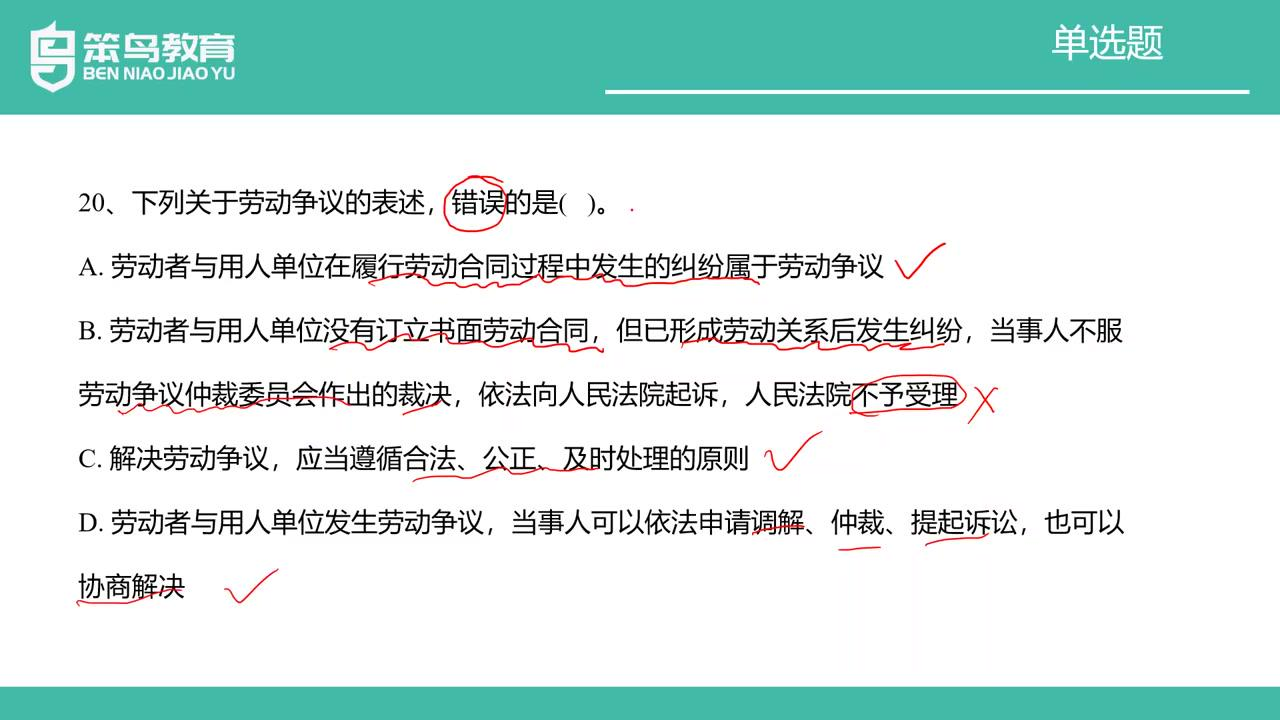 笨鸟教育
BEN NIAO JIAO YU
单选题
20、下列关于劳动争议的表述，错误的是( )。
A. 劳动者与用人单位在履行劳动合同过程中发生的纠纷属于劳动争议
B. 劳动者与用人单位没有订立书面劳动合同，但已形成劳动关系后发生纠纷，当事人不服
劳动争议仲裁委员会作出的裁决，依法向人民法院起诉，人民法院不予受理
C. 解决劳动争议，应当遵循合法、公正、及时处理的原则
D. 劳动者与用人单位发生劳动争议，当事人可以依法申请调解、仲裁、提起诉讼，也可以
协商解决